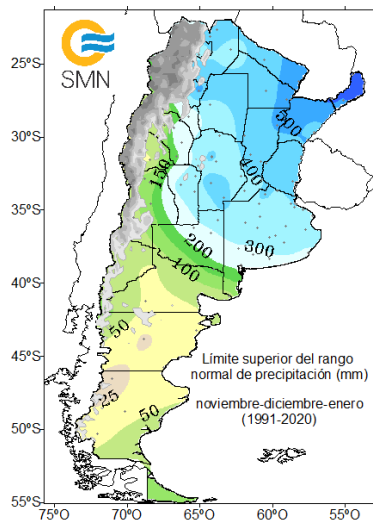 SMN
25°S
30°S
35°S
40°S
45°S
50°S
55°S
500
400
150
300
200
100
50
25
50
Límite superior del rango
normal de precipitación (mm)
noviembre-diciembre-enero
(1991-2020)
75°O
70°O
65°O
60°O
55°O